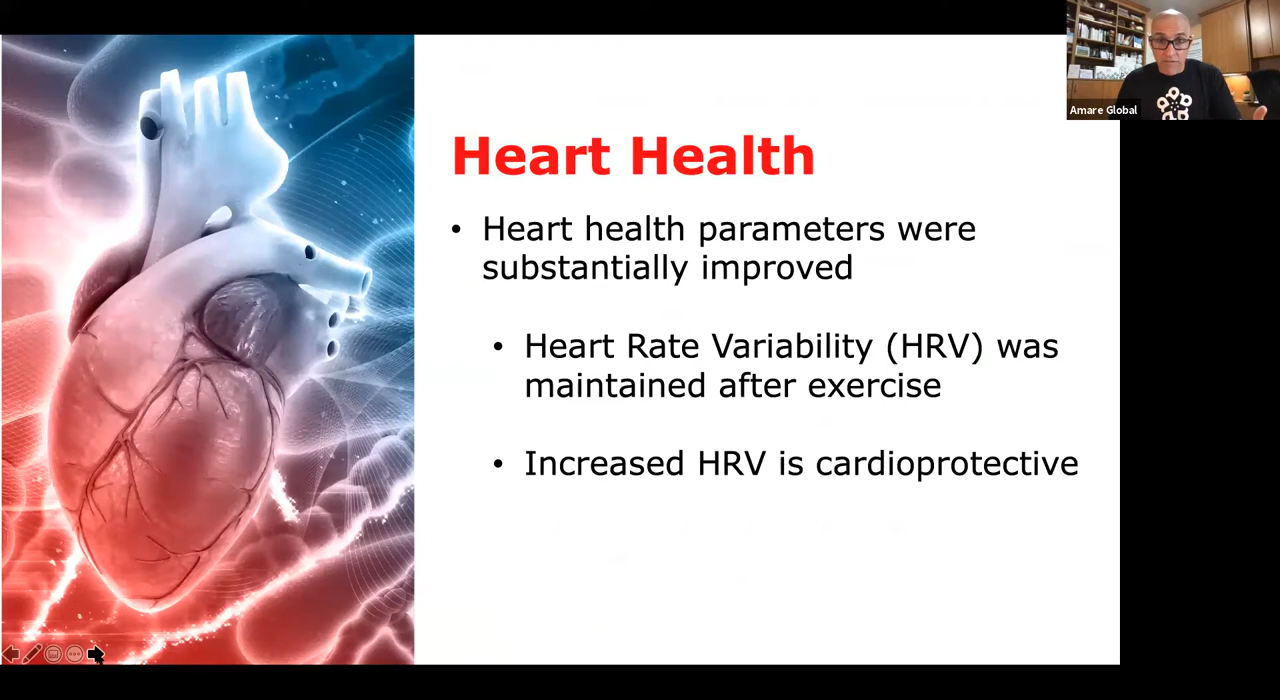 Amare Global
Heart Health
• Heart health parameters were
substantially improved
• Heart Rate Variability (HRV) was
maintained after exercise
• Increased HRV is cardioprotective